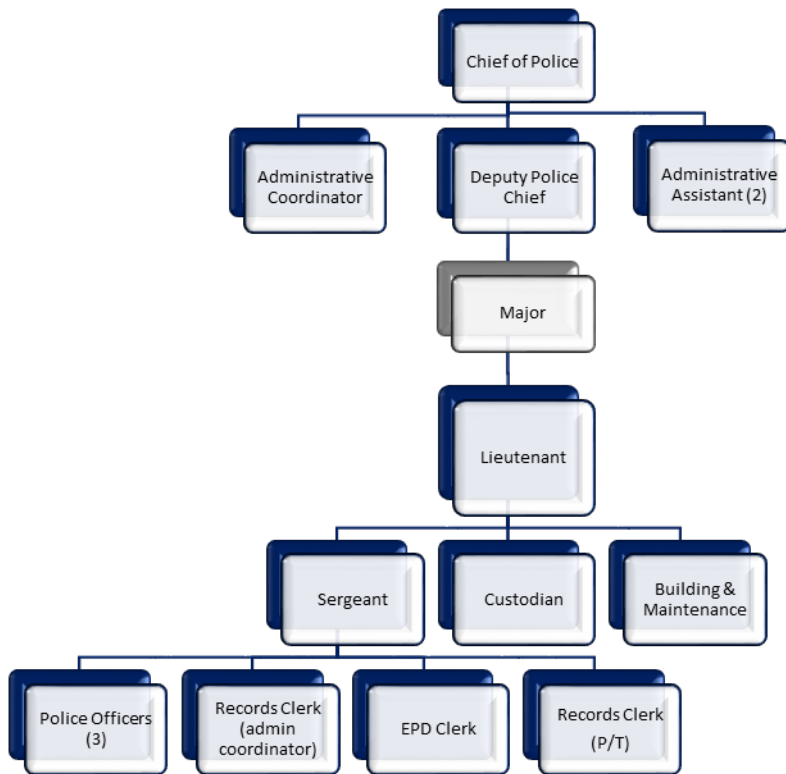 Chief of Police
Administrative
Coordinator
Deputy Police
Chief
Administrative
Assistant (2)
Major
Lieutenant
Sergeant
Custodian
Building &
Maintenance
Police Officers
(3)
Records Clerk
(admin
coordinator)
EPD Clerk
Records Clerk
(P/T)